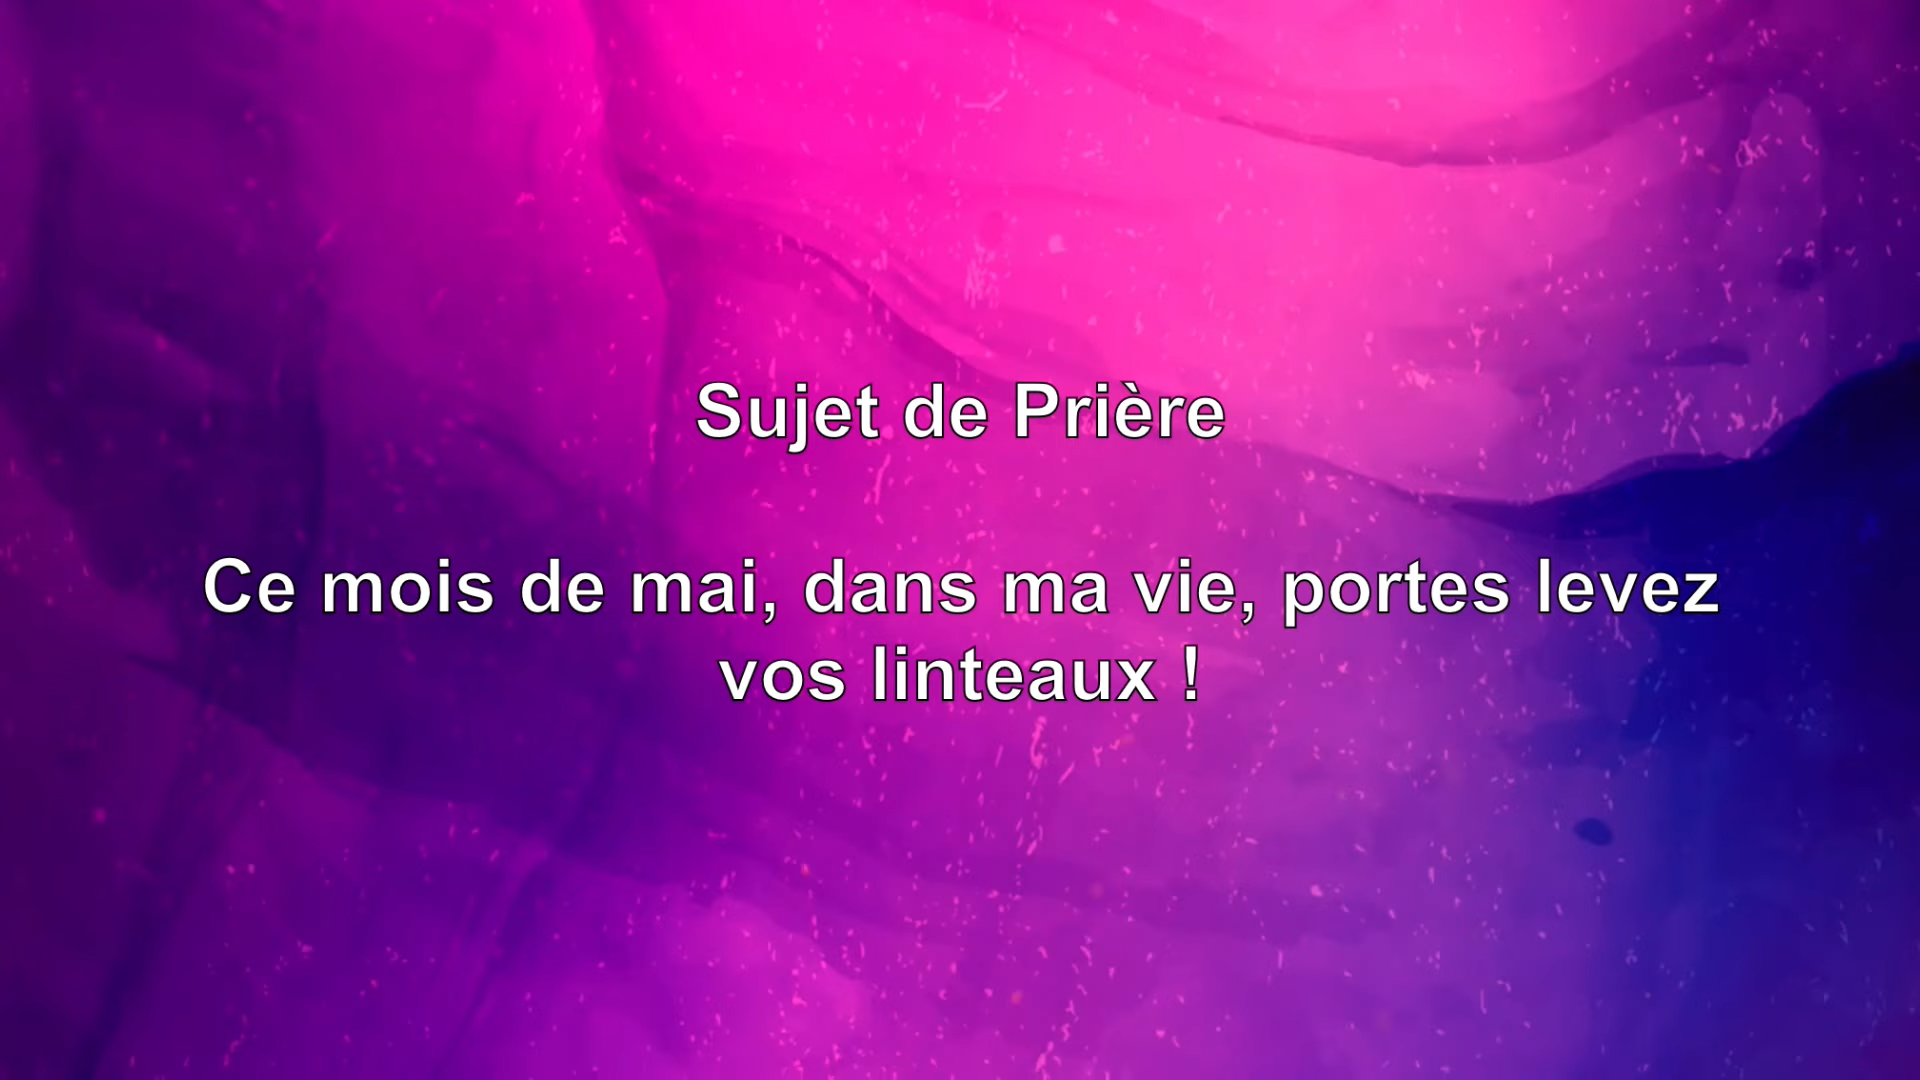 Sujet de Prière
Ce mois de mai, dans ma vie, portes levez
vos linteaux !